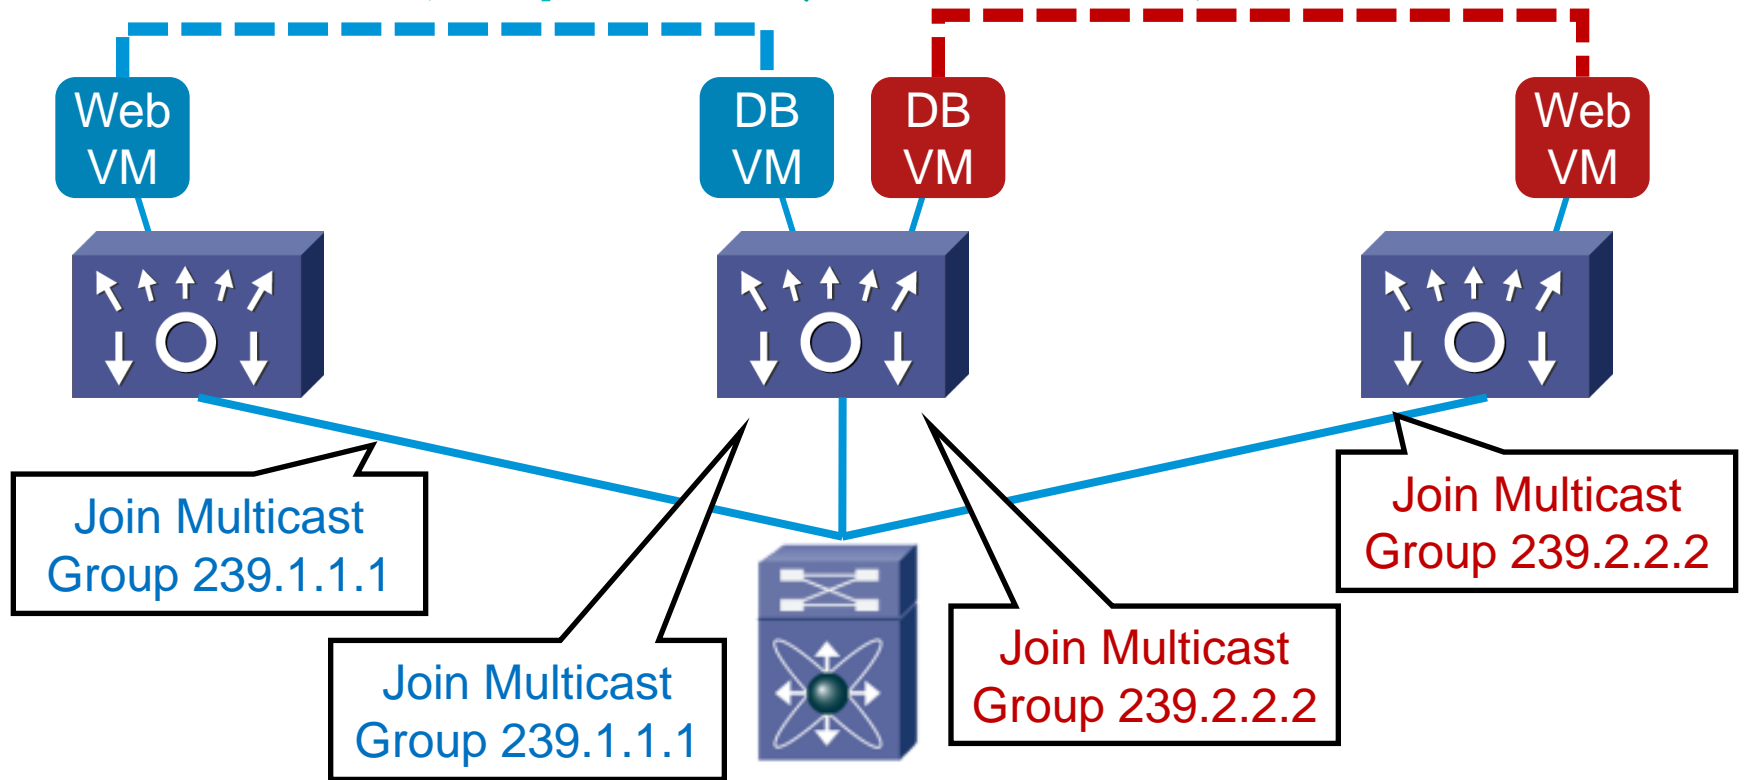 Web
VM
DB
VM
DB
VM
Web
VM
Join Multicast
Group 239.1.1.1
Join Multicast
Group 239.1.1.1
Join Multicast
Group 239.2.2.2
Join Multicast
Group 239.2.2.2